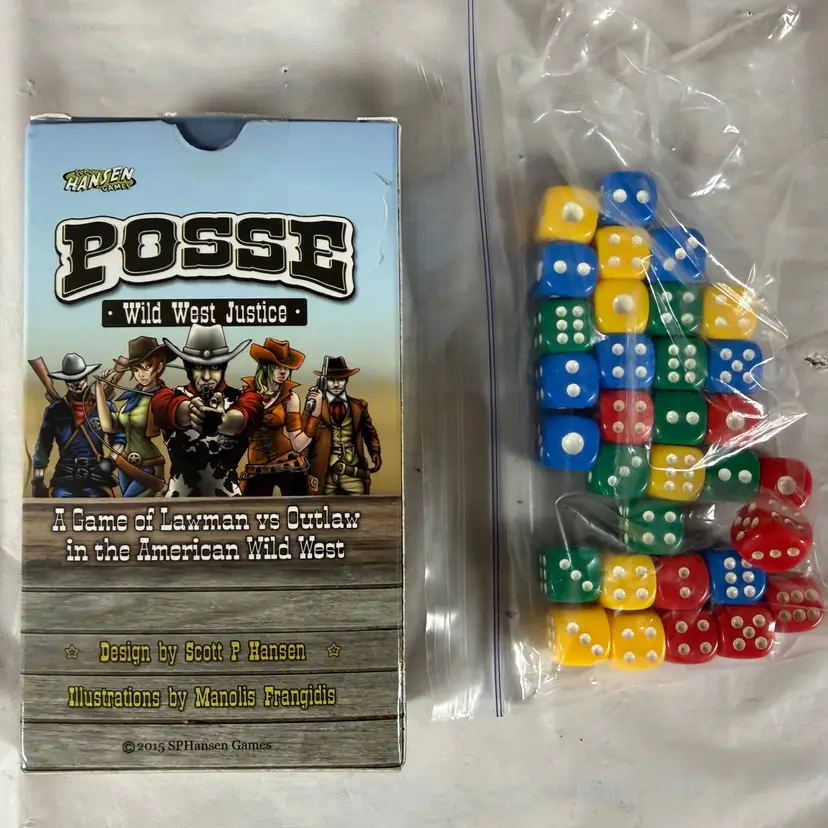 SCOTT
HANSEN
GAMES
POSSE
· Wild West Justice ·
A Game of Lawman vs Outlaw
in the American Wild West
Design by Scott P Hansen
Illustrations by Manolis Frangidis
©2015 SPHansen Games